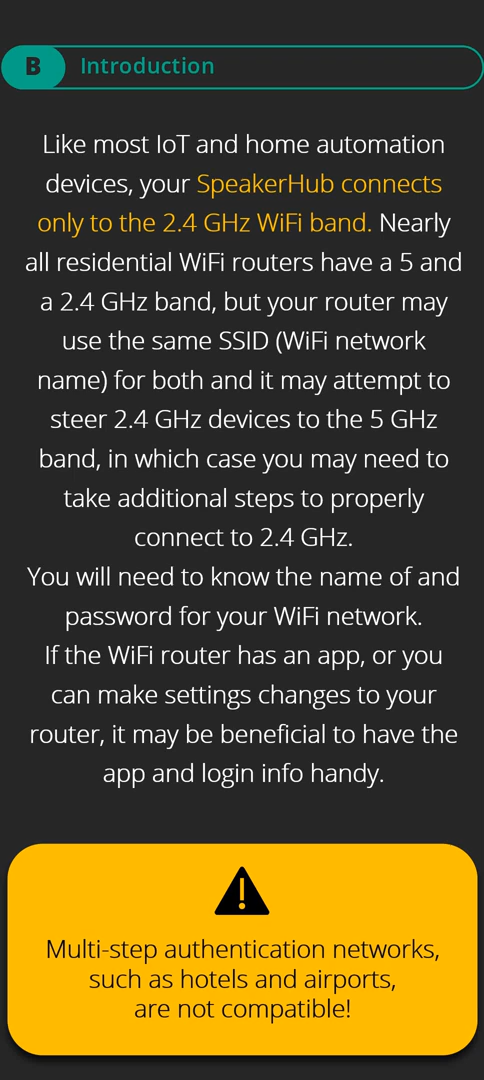 B Introduction
Like most IoT and home automation
devices, your SpeakerHub connects
only to the 2.4 GHz WiFi band. Nearly
all residential WiFi routers have a 5 and
a 2.4 GHz band, but your router may
use the same SSID (WiFi network
name) for both and it may attempt to
steer 2.4 GHz devices to the 5 GHz
band, in which case you may need to
take additional steps to properly
connect to 2.4 GHz.
You will need to know the name of and
password for your WiFi network.
If the WiFi router has an app, or you
can make settings changes to your
router, it may be beneficial to have the
app and login info handy.
Multi-step authentication networks,
such as hotels and airports,
are not compatible!